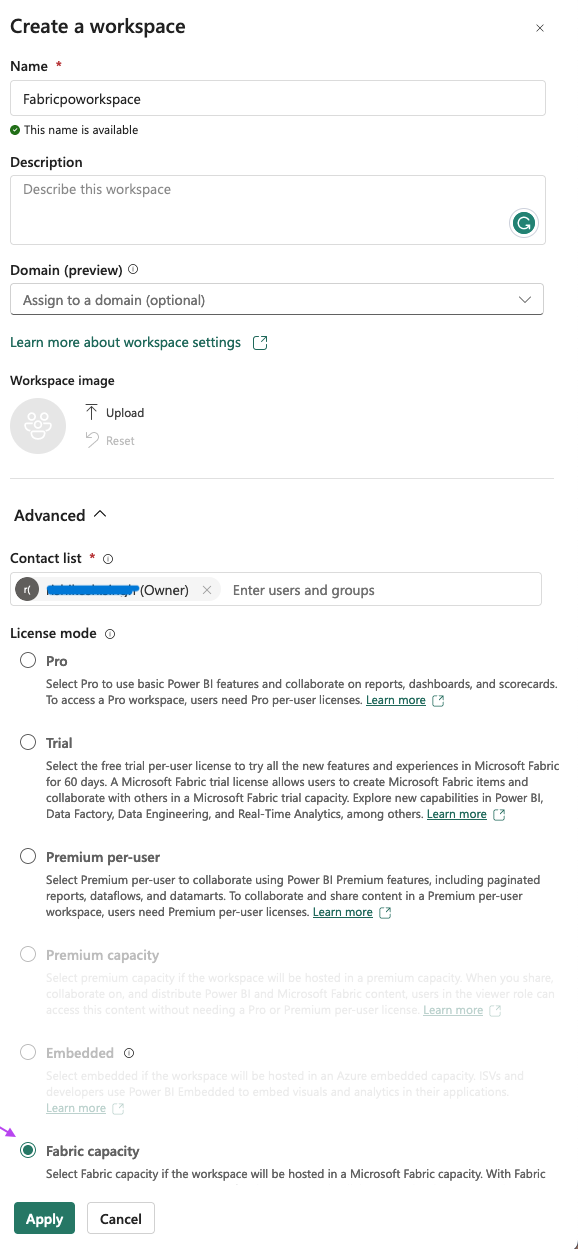 Create a workspace
Name *
Fabricpoworkspace
This name is available
Description
Describe this workspace
Domain (preview)
Assign to a domain (optional)
Learn more about workspace settings
Workspace image
Upload
Reset
Advanced
Contact list *
r( (Owner) Enter users and groups
License mode
Pro
Select Pro to use basic Power BI features and collaborate on reports, dashboards, and scorecards.
To access a Pro workspace, users need Pro per-user licenses. Learn more
Trial
Select the free trial per-user license to try all the new features and experiences in Microsoft Fabric
for 60 days. A Microsoft Fabric trial license allows users to create Microsoft Fabric items and
collaborate with others in a Microsoft Fabric trial capacity. Explore new capabilities in Power BI,
Data Factory, Data Engineering, and Real-Time Analytics, among others. Learn more
Premium per-user
Select Premium per-user to collaborate using Power BI Premium features, including paginated
reports, dataflows, and datamarts. To collaborate and share content in a Premium per-user
workspace, users need Premium per-user licenses. Learn more
Premium capacity
Select premium capacity if the workspace will be hosted in a premium capacity. When you share,
collaborate on, and distribute Power BI and Microsoft Fabric content, users in the viewer role can
access this content without needing a Pro or Premium per-user license. Learn more
Embedded
Select embedded if the workspace will be hosted in an Azure embedded capacity. ISVs and
developers use Power BI Embedded to embed visuals and analytics in their applications.
Learn more
Fabric capacity
Select Fabric capacity if the workspace will be hosted in a Microsoft Fabric capacity. With Fabric
Apply Cancel